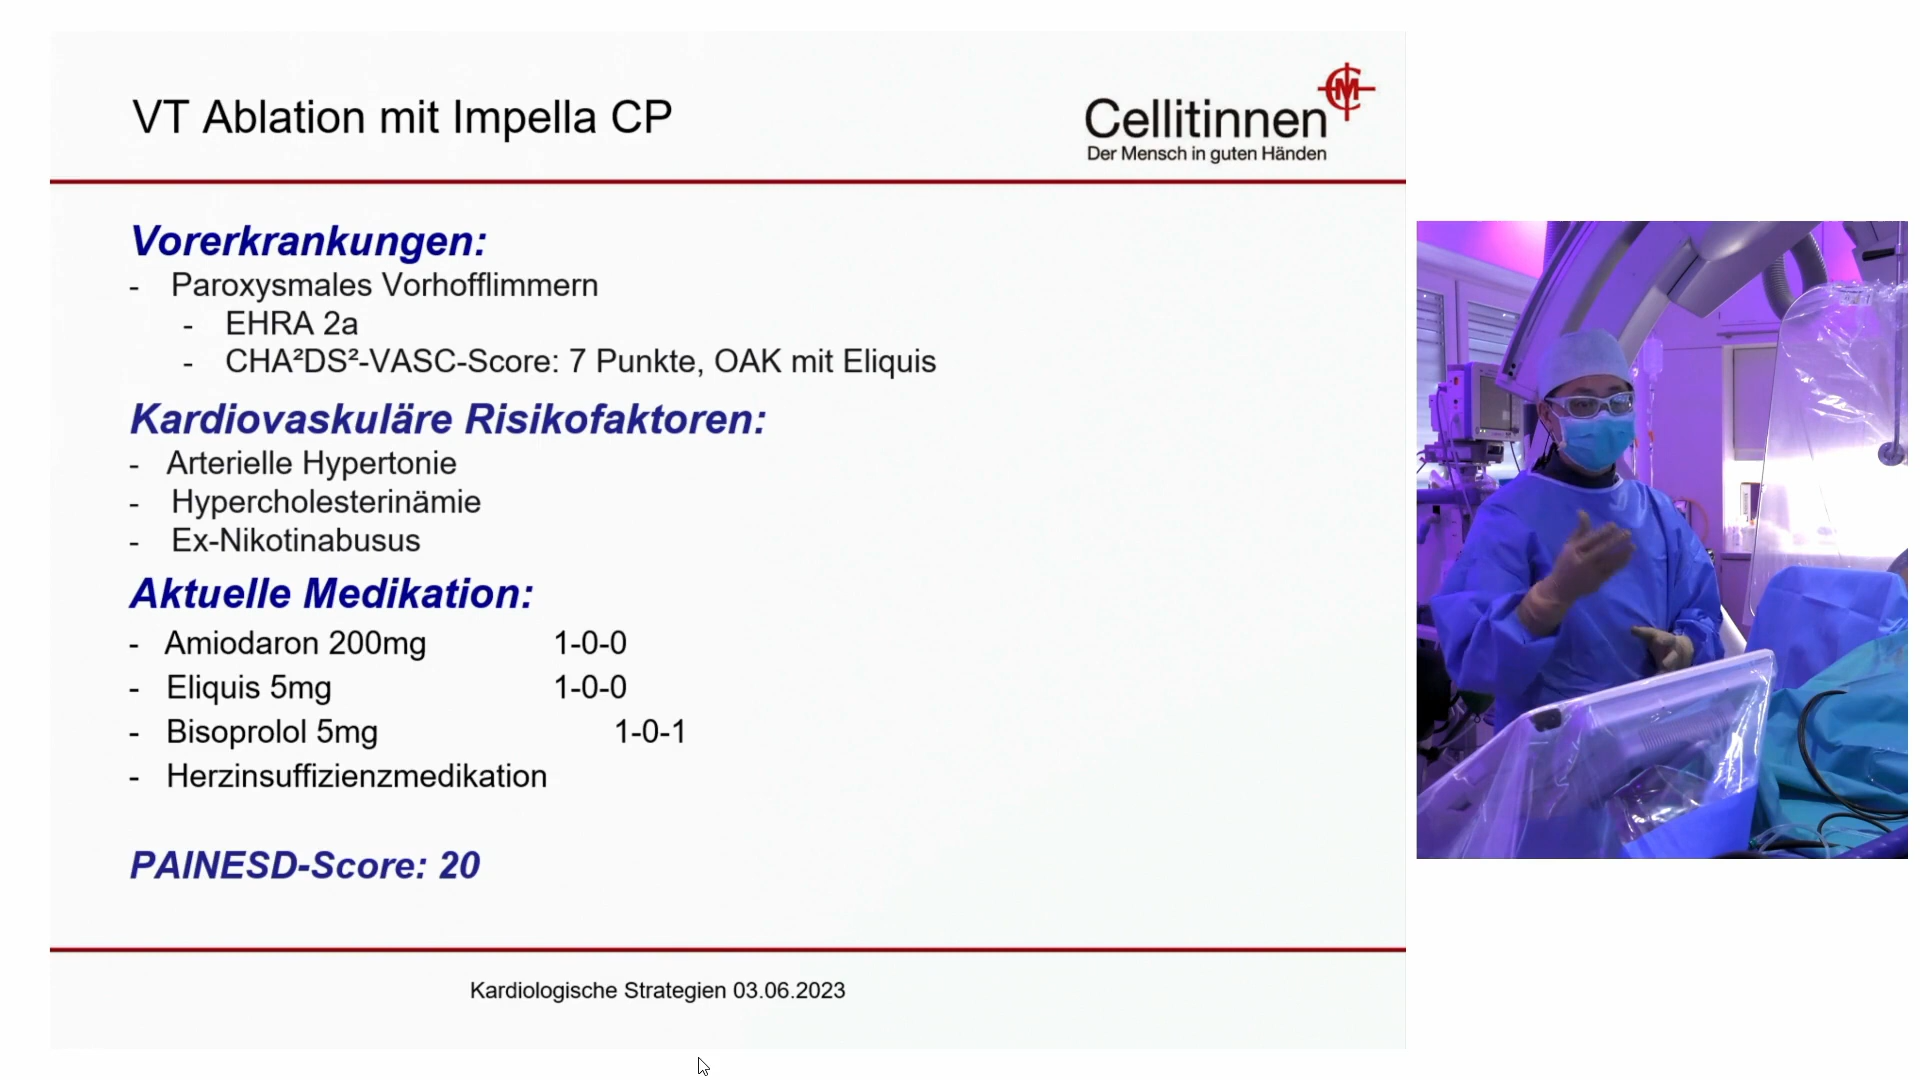 VT Ablation mit Impella CP
Cellitinnen
Der Mensch in guten Händen
Vorerkrankungen:
- Paroxysmales Vorhofflimmern
- EHRA 2a
- CHA²DS²-VASC-Score: 7 Punkte, OAK mit Eliquis
Kardiovaskuläre Risikofaktoren:
- Arterielle Hypertonie
- Hypercholesterinämie
- Ex-Nikotinabusus
Aktuelle Medikation:
- Amiodaron 200mg 1-0-0
- Eliquis 5mg 1-0-0
- Bisoprolol 5mg 1-0-1
- Herzinsuffizienzmedikation
PAINESD-Score: 20
Kardiologische Strategien 03.06.2023